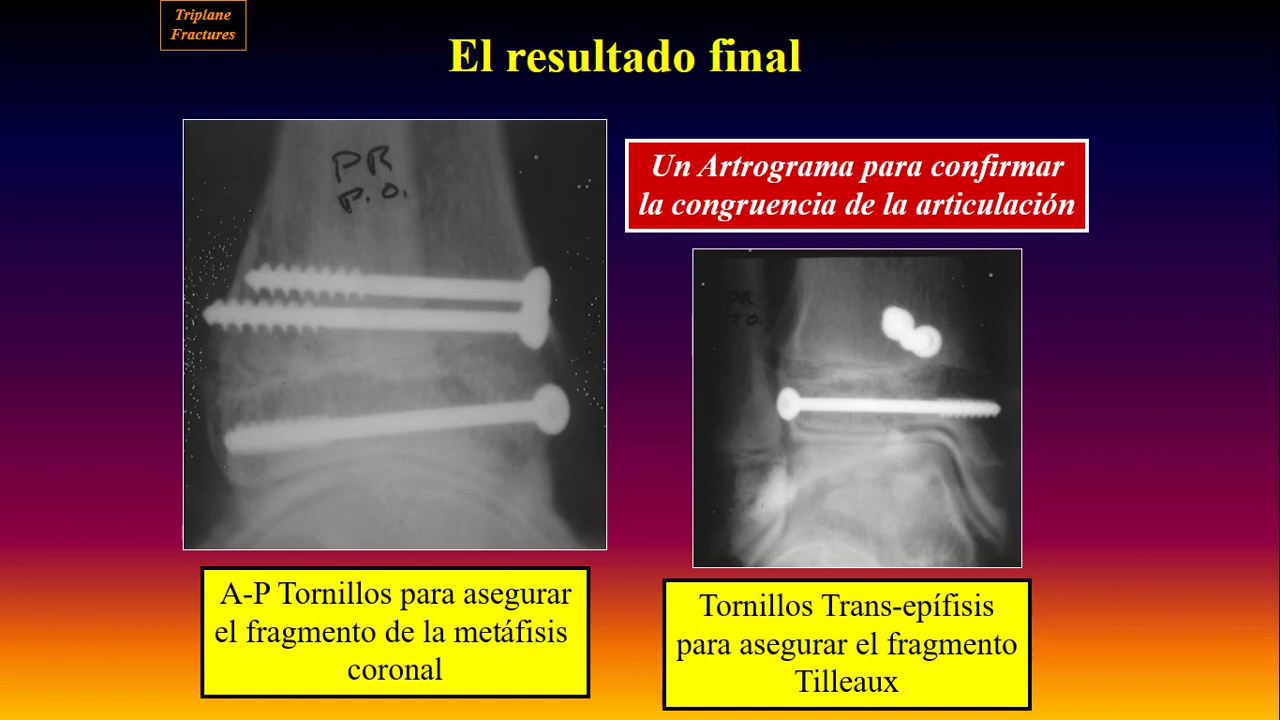 Triplane
Fractures
El resultado final
PR
P.O.
Un Artrograma para confirmar
la congruencia de la articulación
PR
P.O.
A-P Tornillos para asegurar
el fragmento de la metáfisis
coronal
Tornillos Trans-epífisis
para asegurar el fragmento
Tilleaux